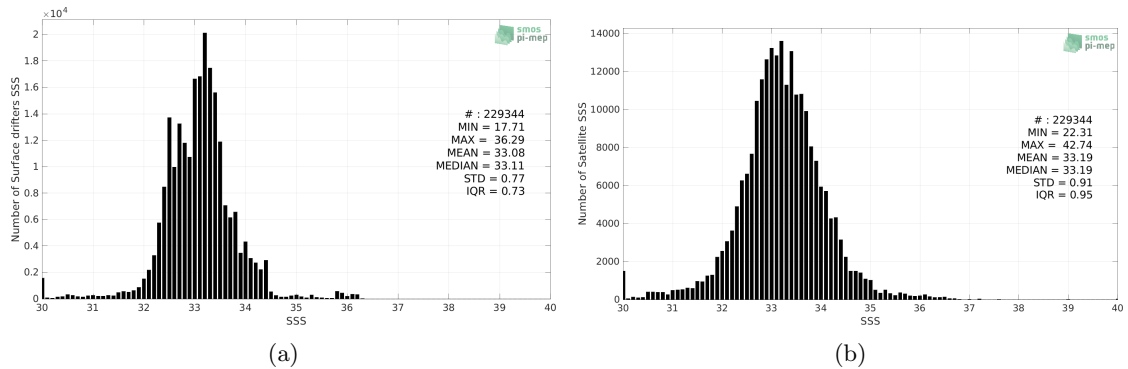 ×10⁴
2
1.8
1.6
1.4
1.2
1
0.8
0.6
0.4
0.2
0
Number of Surface drifters SSS
smos
pi-mep
# : 229344
MIN = 17.71
MAX = 36.29
MEAN = 33.08
MEDIAN = 33.11
STD = 0.77
IQR = 0.73
30 31 32 33 34 35 36 37 38 39 40
SSS
(a)
14000
12000
10000
8000
6000
4000
2000
0
Number of Satellite SSS
smos
pi-mep
# : 229344
MIN = 22.31
MAX = 42.74
MEAN = 33.19
MEDIAN = 33.19
STD = 0.91
IQR = 0.95
30 31 32 33 34 35 36 37 38 39 40
SSS
(b)